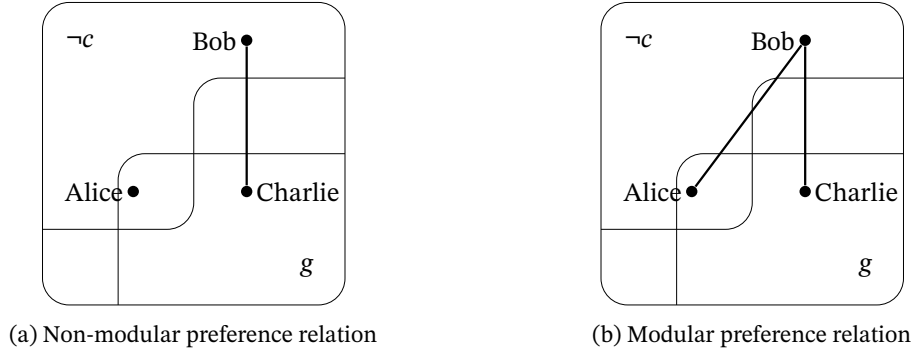 ¬c
Bob
Alice
Charlie
g
(a) Non-modular preference relation
¬c
Bob
Alice
Charlie
g
(b) Modular preference relation